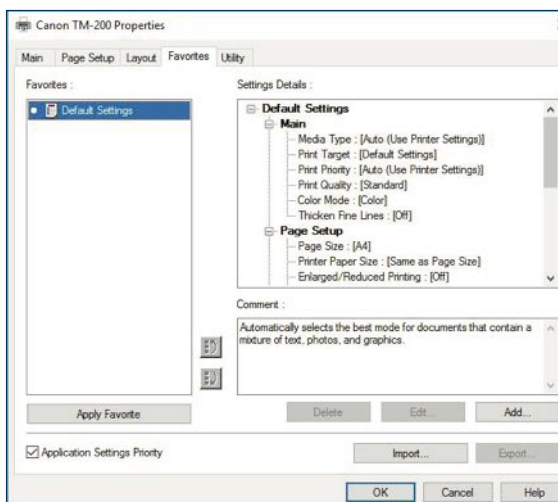 Canon TM-200 Properties
Main Page Setup Layout Favorites Utility
Favorites :
Default Settings
Apply Favorite
Settings Details :
Default Settings
Main
Media Type : [Auto (Use Printer Settings)]
Print Target : [Default Settings]
Print Priority : [Auto (Use Printer Settings)]
Print Quality : [Standard]
Color Mode : [Color]
Thicken Fine Lines : [Off]
Page Setup
Page Size : [A4]
Printer Paper Size : [Same as Page Size]
Enlarged/Reduced Printing : [Off]
Comment :
Automatically selects the best mode for documents that contain a
mixture of text, photos, and graphics.
Delete Edit... Add...
Application Settings Priority
Import... Export...
OK Cancel Help